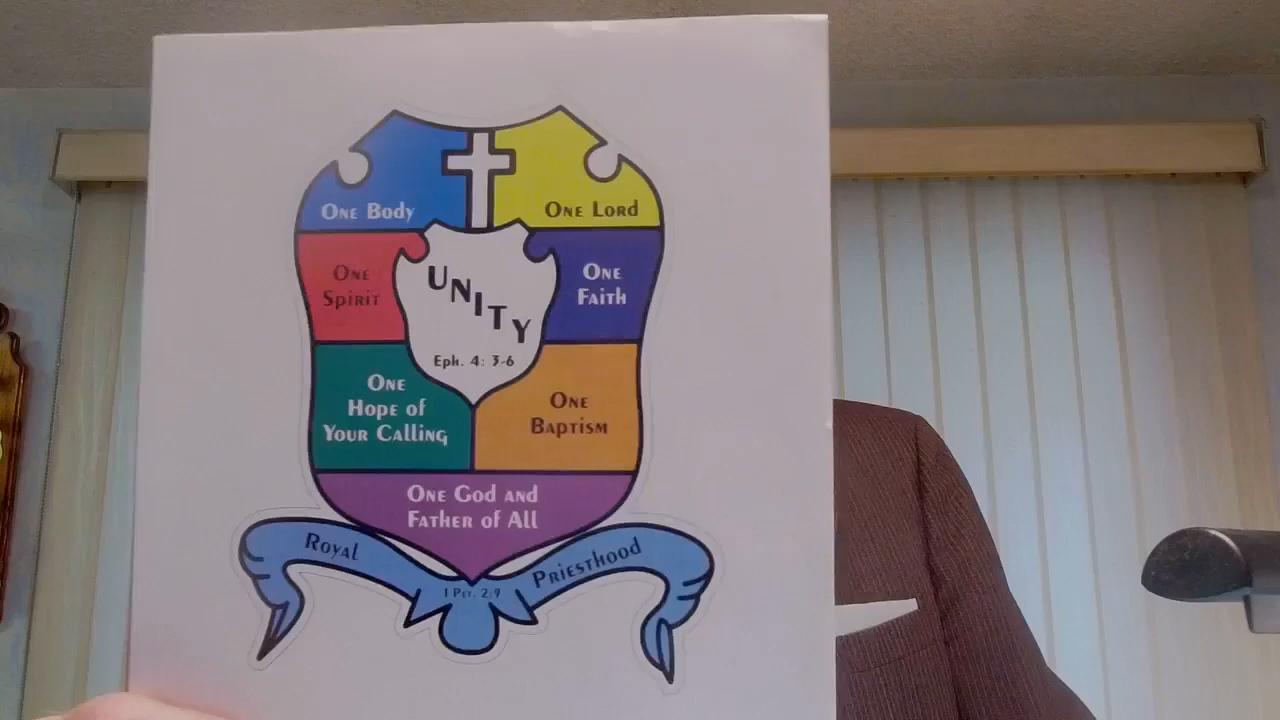 One Body
One Lord
One
Spirit
UNITY
Eph. 4: 3-6
One
Faith
One
Hope of
Your Calling
One
Baptism
One God and
Father of All
Royal
Priesthood
1 Pet. 2:9